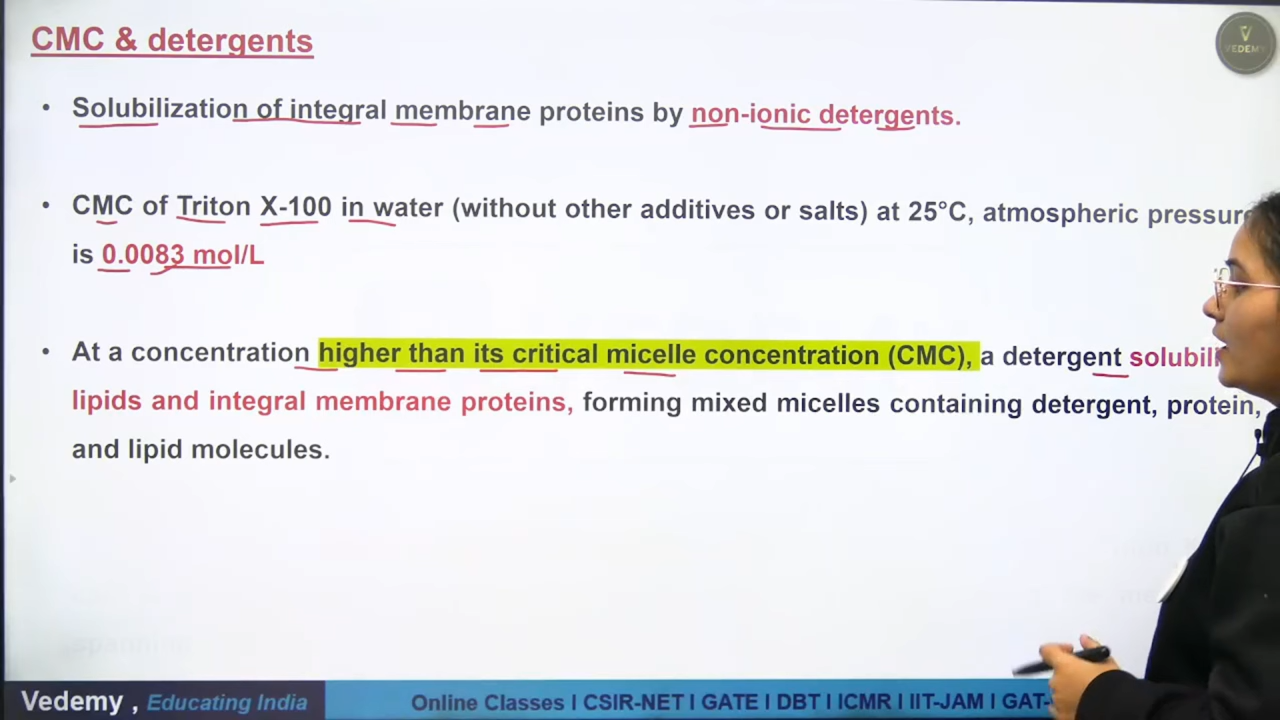 CMC & detergents
VEDEMY
• Solubilization of integral membrane proteins by non-ionic detergents.
• CMC of Triton X-100 in water (without other additives or salts) at 25°C, atmospheric pressure
is 0.0083 mol/L
• At a concentration higher than its critical micelle concentration (CMC), a detergent
lipids and integral membrane proteins, forming mixed micelles containing detergent, protein,
and lipid molecules.
Vedemy , Educating India
Online Classes I CSIR-NET I GATE I DBT I ICMR I IIT-JAM I GAT-